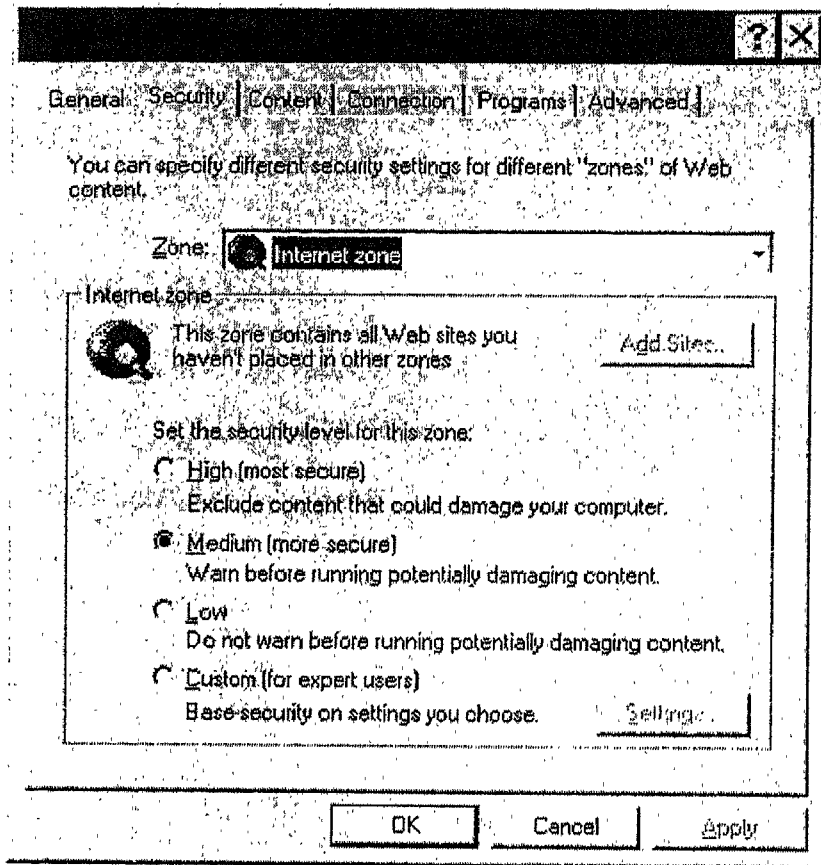 General Security Content Connection Programs Advanced
You can specify different security settings for different "zones" of Web
content.
Zone: Internet zone
Internet zone
This zone contains all Web sites you
haven't placed in other zones
Add Sites..
Set the security level for this zone:
High (most secure)
Exclude content that could damage your computer.
Medium (more secure)
Warn before running potentially damaging content.
Low
Do not warn before running potentially damaging content.
Custom (for expert users)
Base security on settings you choose.
Settings..
OK Cancel Apply